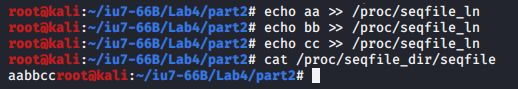 root@kali:~/iu7-66B/Lab4/part2# echo aa >> /proc/seqfile_ln
root@kali:~/iu7-66B/Lab4/part2# echo bb >> /proc/seqfile_ln
root@kali:~/iu7-66B/Lab4/part2# echo cc >> /proc/seqfile_ln
root@kali:~/iu7-66B/Lab4/part2# cat /proc/seqfile_dir/seqfile
aabbccroot@kali:~/iu7-66B/Lab4/part2#